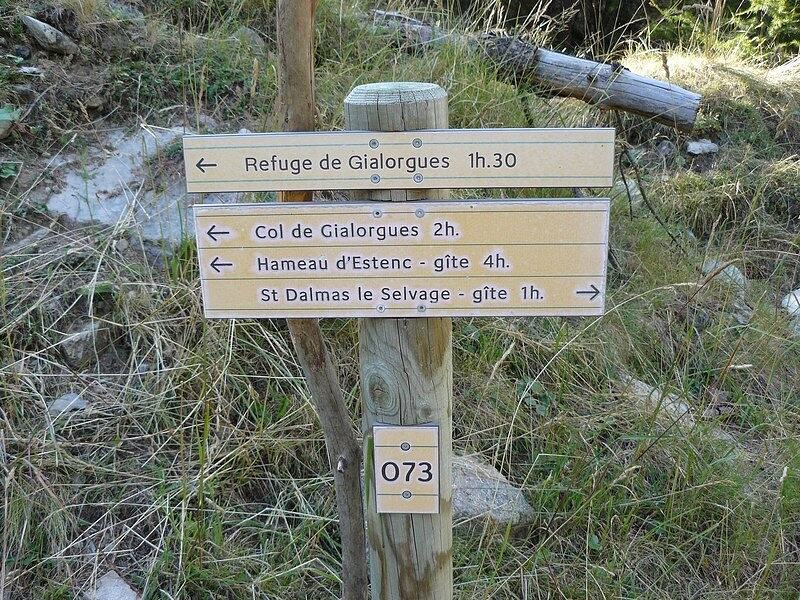 ← Refuge de Gialorgues 1h.30
← Col de Gialorgues 2h.
← Hameau d'Estenc - gîte 4h.
St Dalmas le Selvage - gîte 1h. →
073